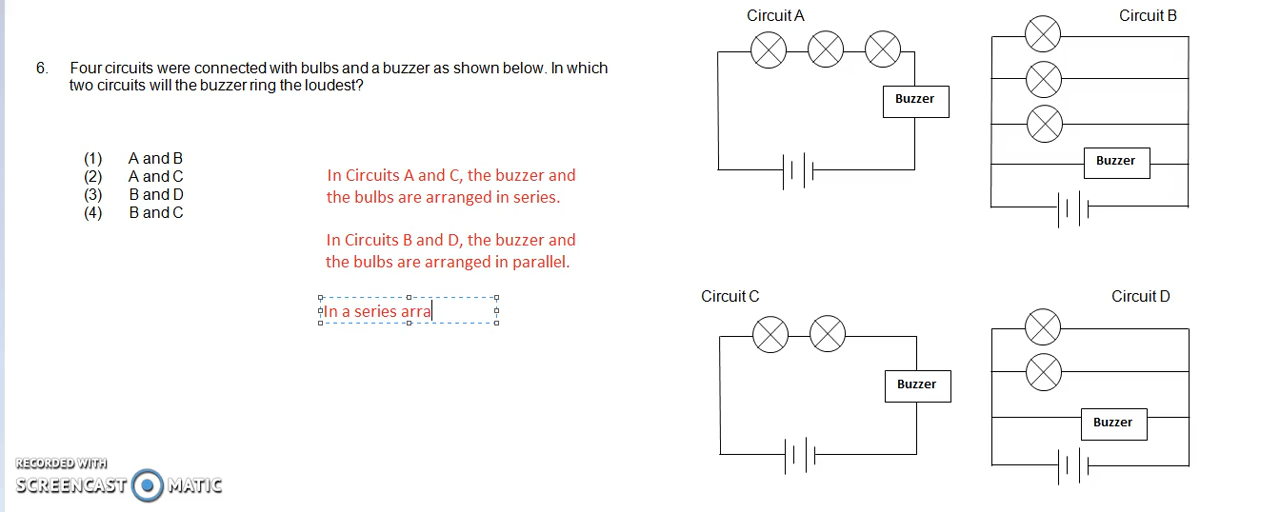 6. Four circuits were connected with bulbs and a buzzer as shown below. In which
two circuits will the buzzer ring the loudest?
(1) A and B
(2) A and C
(3) B and D
(4) B and C
In Circuits A and C, the buzzer and
the bulbs are arranged in series.
In Circuits B and D, the buzzer and
the bulbs are arranged in parallel.
In a series arra
Circuit A
Buzzer
Circuit B
Buzzer
Circuit C
Buzzer
Circuit D
Buzzer
RECORDED WITH
SCREENCAST MATIC